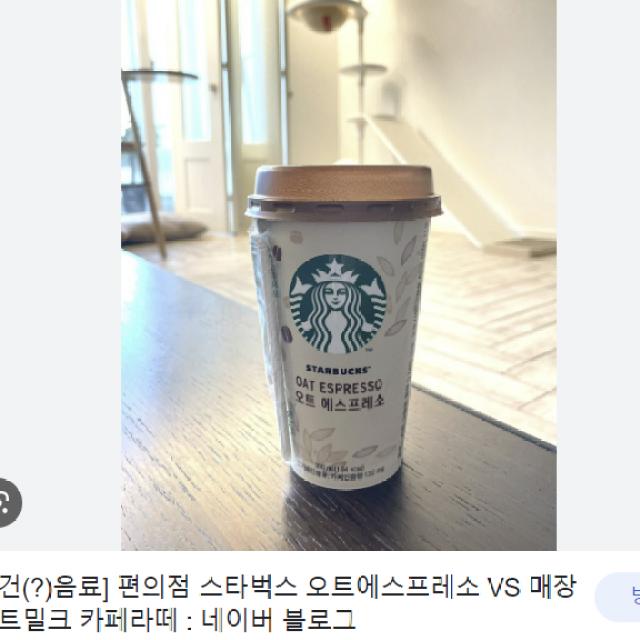 STARBUCKS
OAT ESPRESSO
오트 에스프레소
건(?)음료] 편의점 스타벅스 오트에스프레소 VS 매장
트밀크 카페라떼 : 네이버 블로그